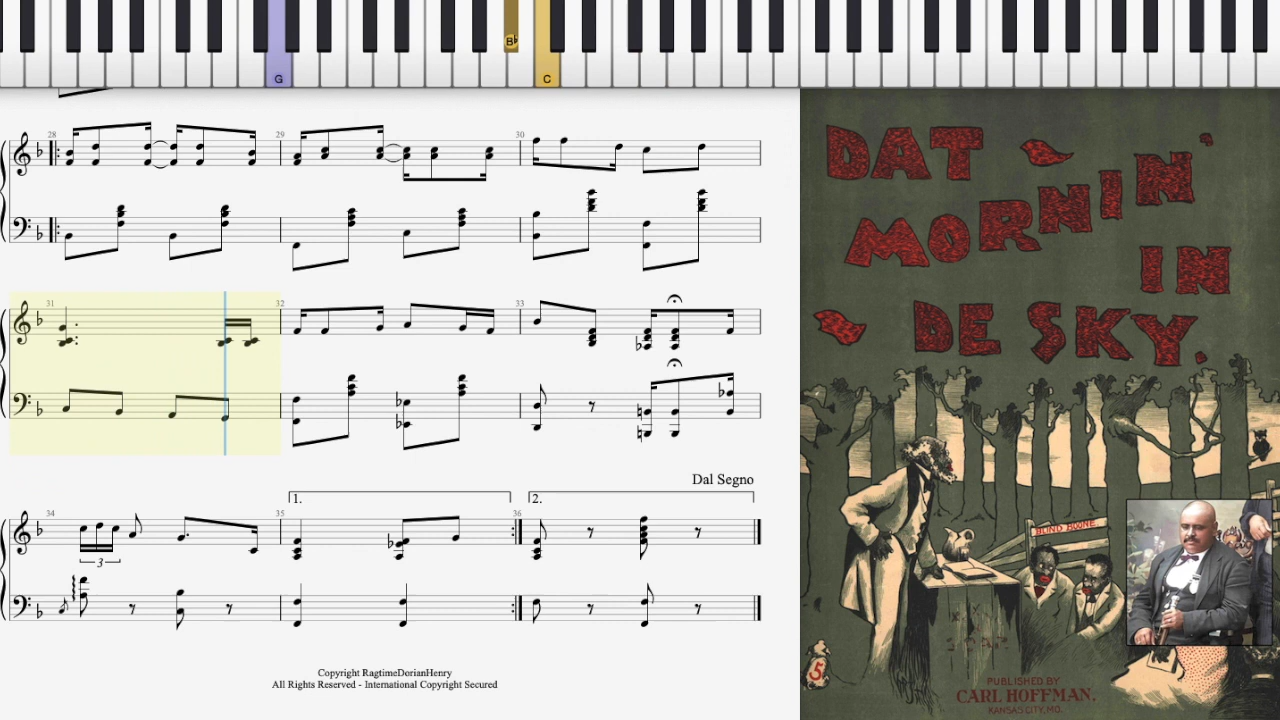 G
B♭
C
28
29
30
31
32
33
Dal Segno
34
3
35
1.
36
2.
Copyright RagtimeDorianHenry
All Rights Reserved - International Copyright Secured
DAT
MORNIN'
IN
DE SKY.
BLIND BOONE
5
PUBLISHED BY
CARL HOFFMAN.
KANSAS CITY, MO.